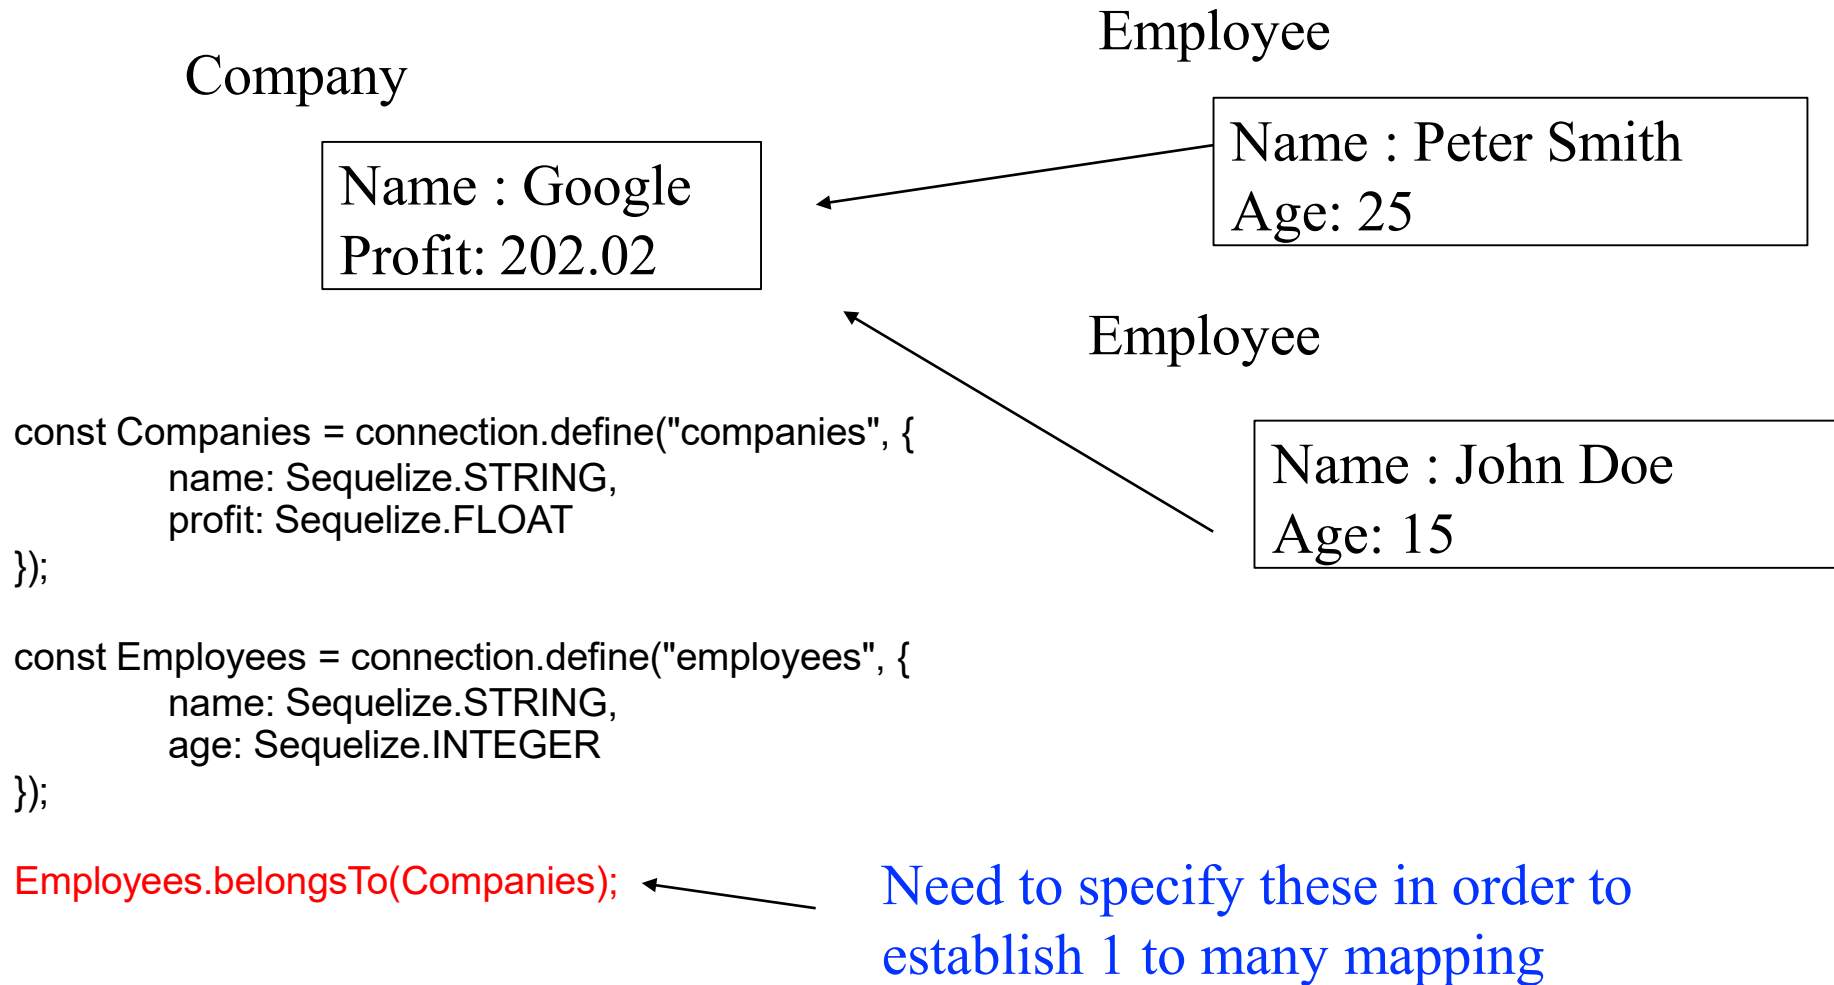 Company
Name : Google
Profit: 202.02
Employee
Name : Peter Smith
Age: 25
Employee
Name : John Doe
Age: 15
const Companies = connection.define("companies", {
name: Sequelize.STRING,
profit: Sequelize.FLOAT
});
const Employees = connection.define("employees", {
name: Sequelize.STRING,
age: Sequelize.INTEGER
});
Employees.belongsTo(Companies);
Need to specify these in order to
establish 1 to many mapping